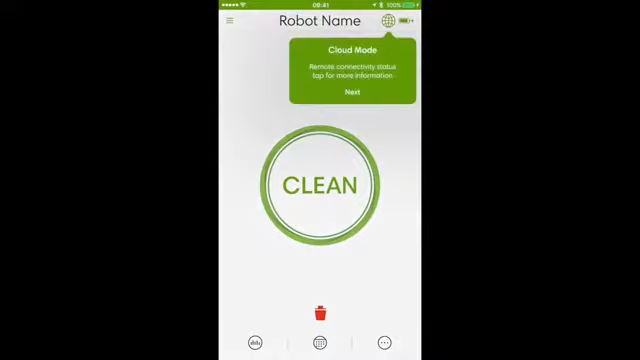 09:41
100%
Robot Name
Cloud Mode
Remote connectivity status
tap for more information
Next
CLEAN